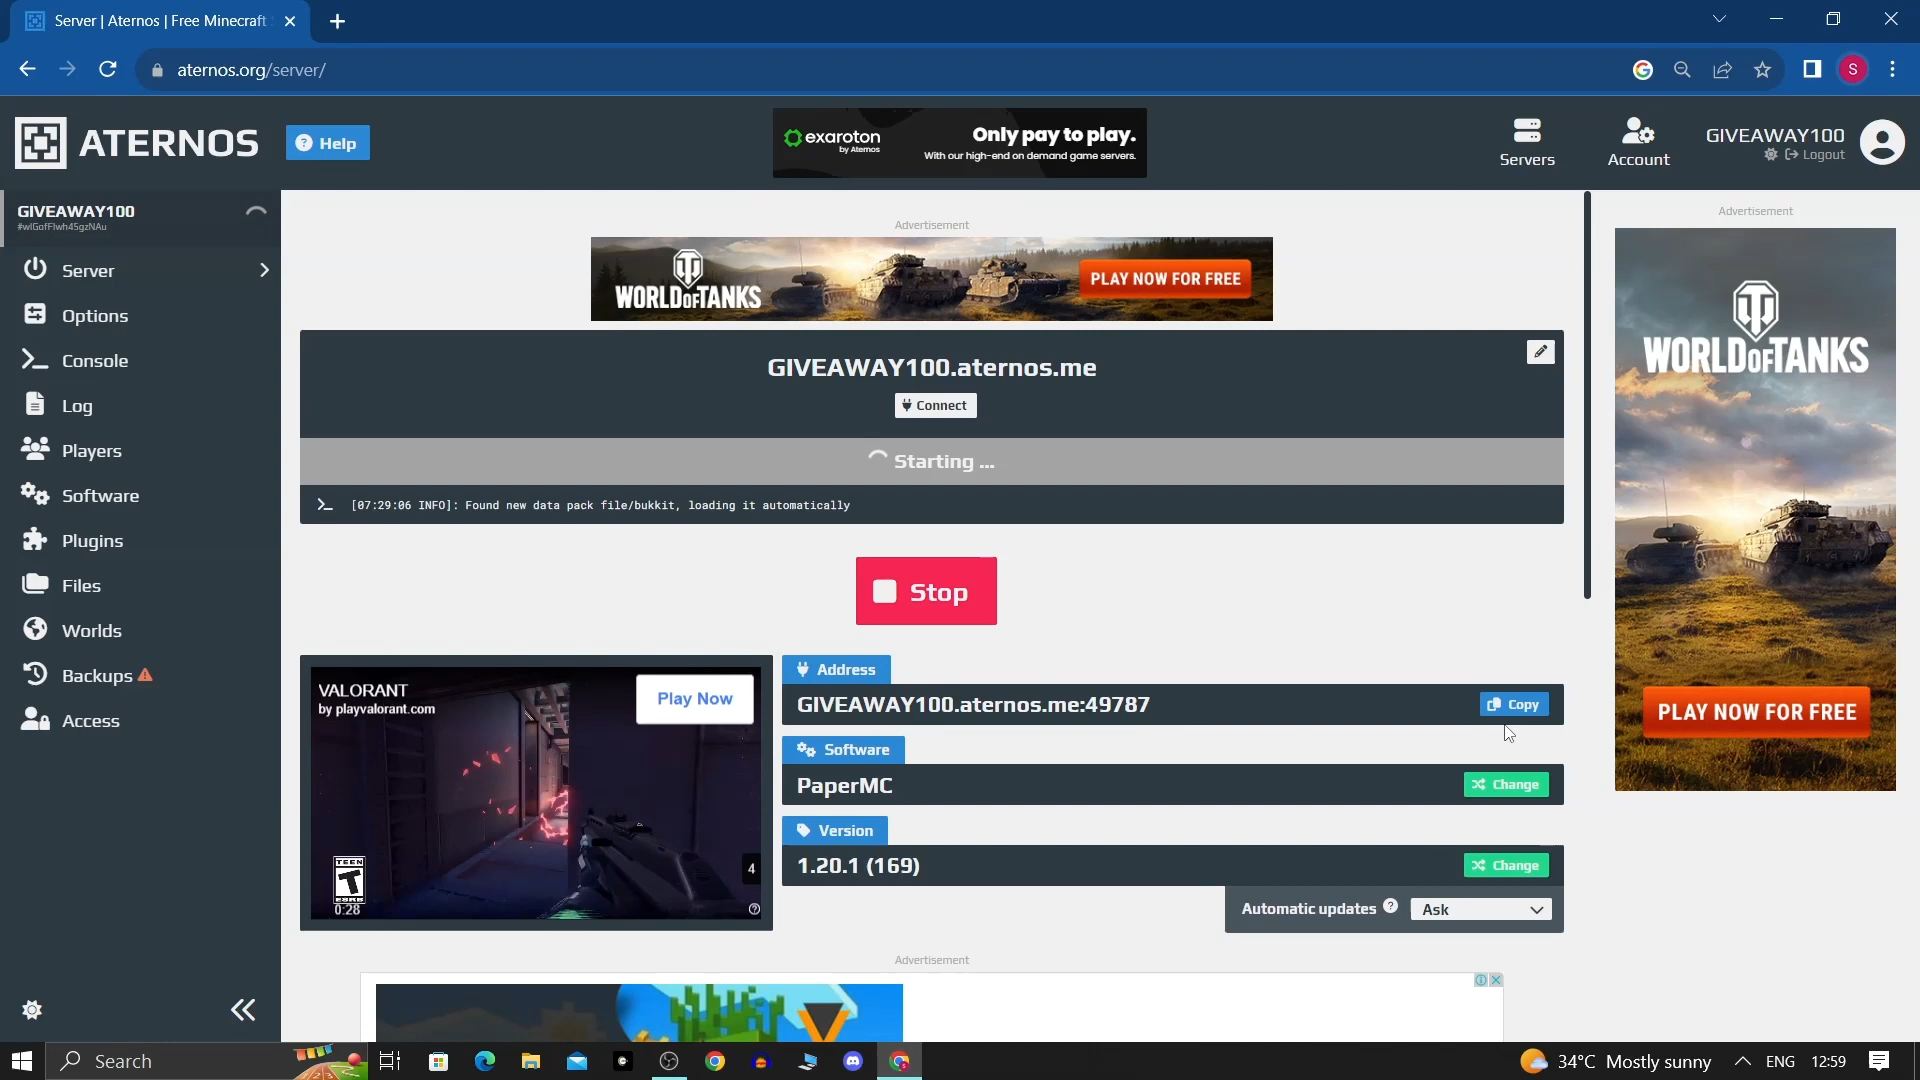 Server | Aternos | Free Minecraft
aternos.org/server/
S
ATERNOS
Help
exaroton
by Aternos
Only pay to play.
With our high-end on demand game servers.
Servers
Account
GIVEAWAY100
Logout
GIVEAWAY100
#wlGofFlwh45gzNAu
Server
Options
Console
Log
Players
Software
Plugins
Files
Worlds
Backups
Access
Advertisement
WORLD OF TANKS
PLAY NOW FOR FREE
GIVEAWAY100.aternos.me
Connect
Starting ...
[07:29:06 INFO]: Found new data pack file/bukkit, loading it automatically
Stop
VALORANT
by playvalorant.com
Play Now
TEEN
T
ESRB
0:28
4
Address
GIVEAWAY100.aternos.me:49787
Copy
Software
PaperMC
Change
Version
1.20.1 (169)
Change
Automatic updates
Ask
Advertisement
Advertisement
WORLD OF TANKS
PLAY NOW FOR FREE
Search
34°C Mostly sunny
ENG
12:59